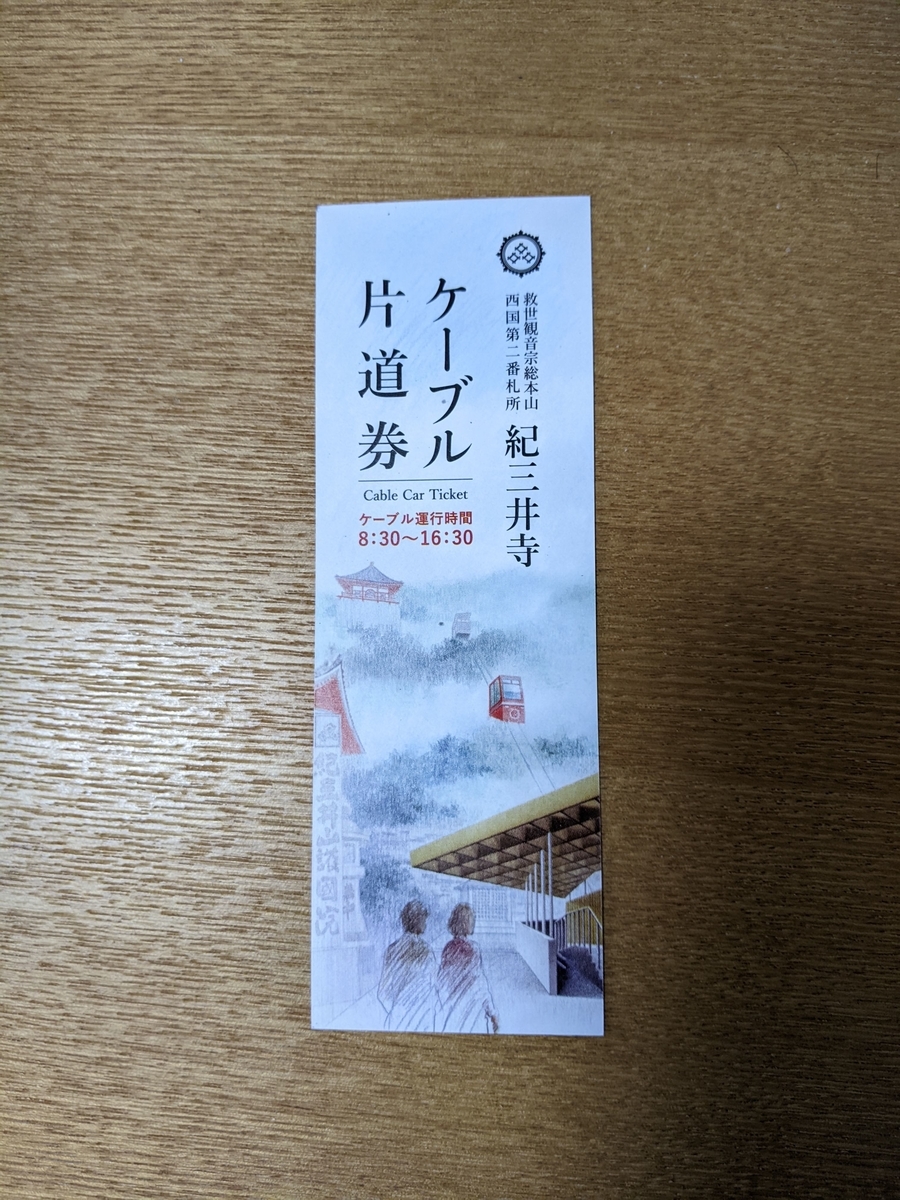 救世観音宗総本山
西国第二番札所
紀三井寺
ケーブル
片道券
Cable Car Ticket
ケーブル運行時間
8:30〜16:30